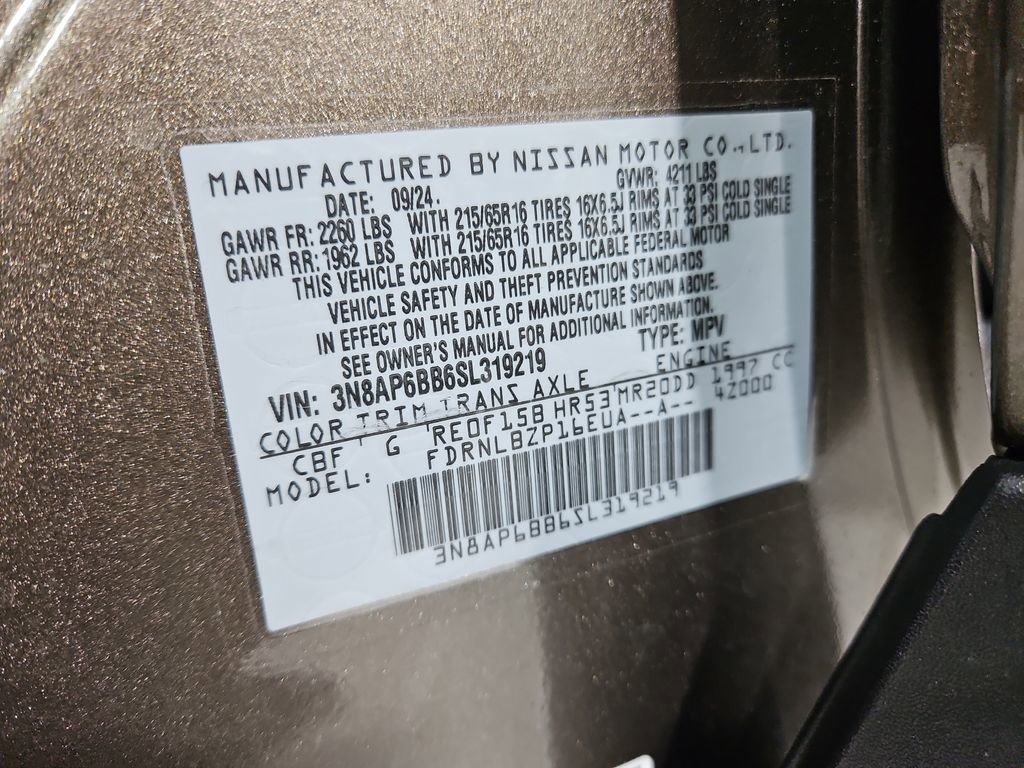 MANUFACTURED BY NISSAN MOTOR CO.,LTD.
DATE: 09/24. GVWR: 4211 LBS
GAWR FR: 2260 LBS WITH 215/65R16 TIRES 16X6.5J RIMS AT 33 PSI COLD SINGLE
GAWR RR: 1962 LBS WITH 215/65R16 TIRES 16X6.5J RIMS AT 33 PSI COLD SINGLE
THIS VEHICLE CONFORMS TO ALL APPLICABLE FEDERAL MOTOR
VEHICLE SAFETY AND THEFT PREVENTION STANDARDS
IN EFFECT ON THE DATE OF MANUFACTURE SHOWN ABOVE.
SEE OWNER'S MANUAL FOR ADDITIONAL INFORMATION.
VIN: 3N8AP6BB6SL319219 TYPE: MPV
COLOR TRIM TRANS AXLE ENGINE
CBF G RE0F15B HR53 MR20DD 1997 CC
MODEL: FDRNLBZP16EUA--A-- 42000
3N8AP6BB6SL319219